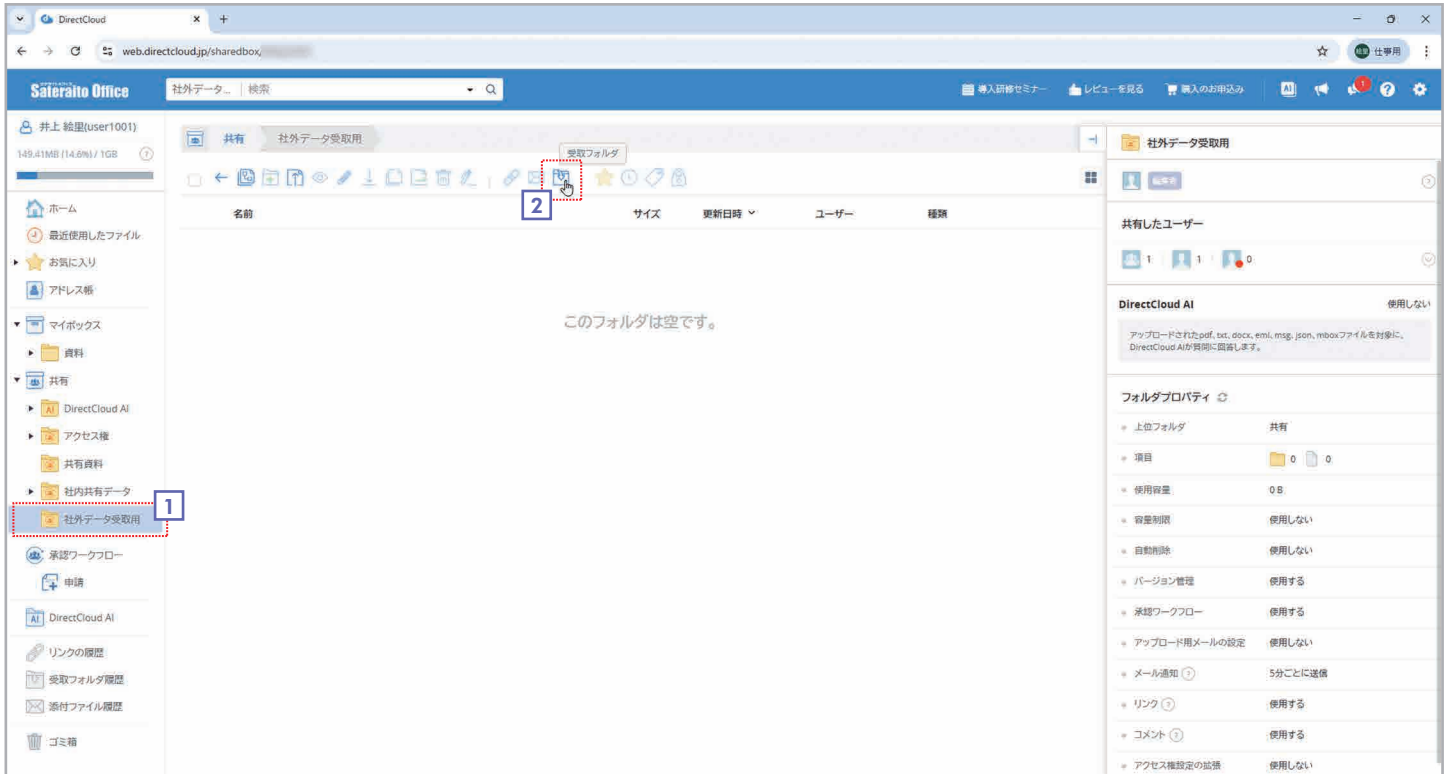 DirectCloud
web.directcloud.jp/sharedbox/
仕事用
Sateraito Office
社外データ... 検索
導入研修セミナー レビューを見る 購入のお申込み AI 1
井上 絵里(user1001)
149.41MB (14.6%) / 1GB
ホーム
最近使用したファイル
お気に入り
アドレス帳
マイボックス
資料
共有
AI DirectCloud AI
アクセス権
共有資料
社内共有データ
社外データ受取用
1
承認ワークフロー
申請
AI DirectCloud AI
リンクの履歴
受取フォルダ履歴
添付ファイル履歴
ゴミ箱
共有 社外データ受取用
受取フォルダ
2
名前 サイズ 更新日時 ユーザー 種類
このフォルダは空です。
社外データ受取用
編集者
共有したユーザー
1 1 0
DirectCloud AI 使用しない
アップロードされたpdf, txt, docx, eml, msg, json, mboxファイルを対象に、
DirectCloud AIが質問に回答します。
フォルダプロパティ
上位フォルダ 共有
項目 0 0
使用容量 0 B
容量制限 使用しない
自動削除 使用しない
バージョン管理 使用する
承認ワークフロー 使用する
アップロード用メールの設定 使用しない
メール通知 ? 5分ごとに送信
リンク ? 使用する
コメント ? 使用する
アクセス権設定の拡張 使用しない